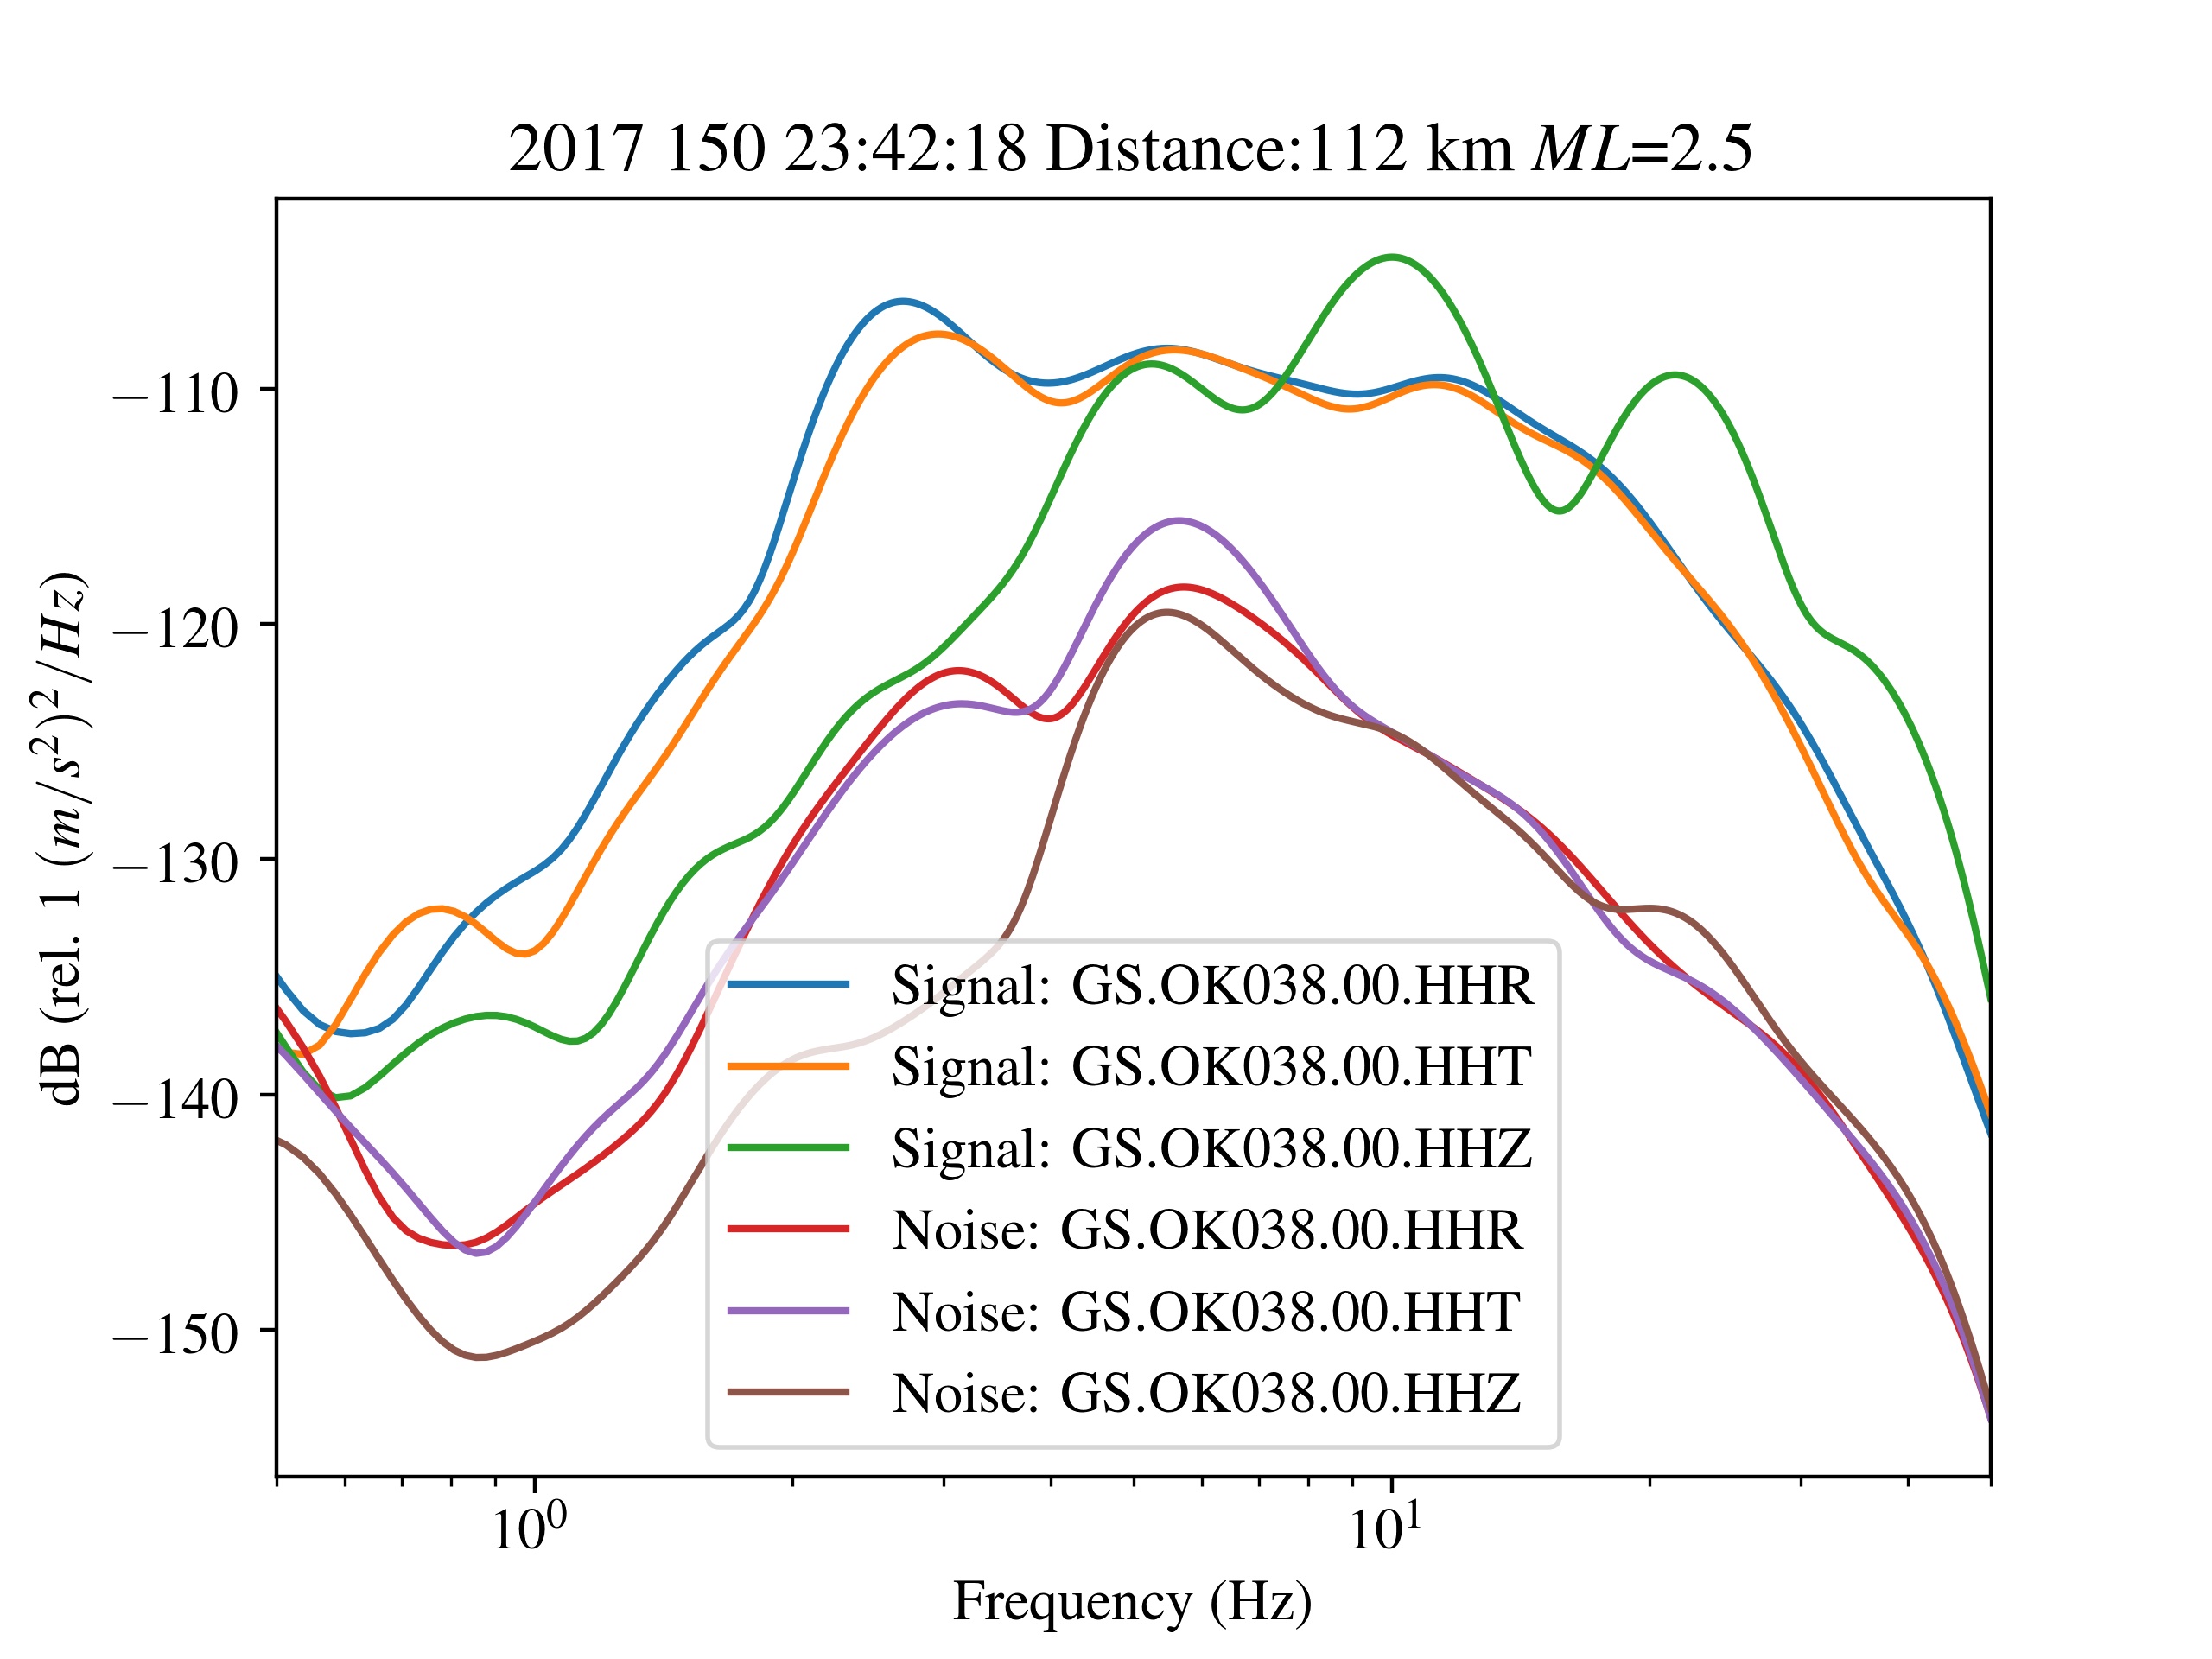 2017 150 23:42:18 Distance:112 km ML=2.5
dB (rel. 1 (m/s²)²/Hz)
−110
−120
−130
−140
−150
Signal: GS.OK038.00.HHR
Signal: GS.OK038.00.HHT
Signal: GS.OK038.00.HHZ
Noise: GS.OK038.00.HHR
Noise: GS.OK038.00.HHT
Noise: GS.OK038.00.HHZ
10⁰ 10¹
Frequency (Hz)